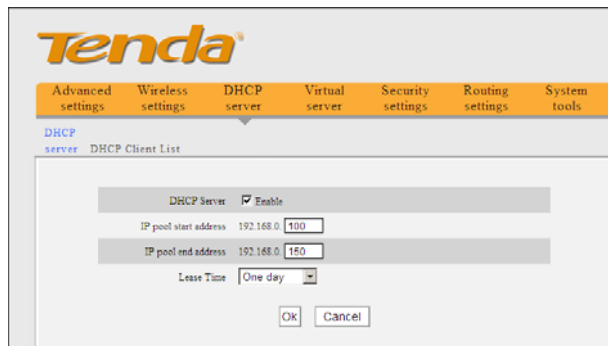 Tenda
Advanced settings Wireless settings DHCP server Virtual server Security settings Routing settings System tools
DHCP server DHCP Client List
DHCP Server Enable
IP pool start address 192.168.0. 100
IP pool end address 192.168.0. 150
Lease Time One day
Ok Cancel